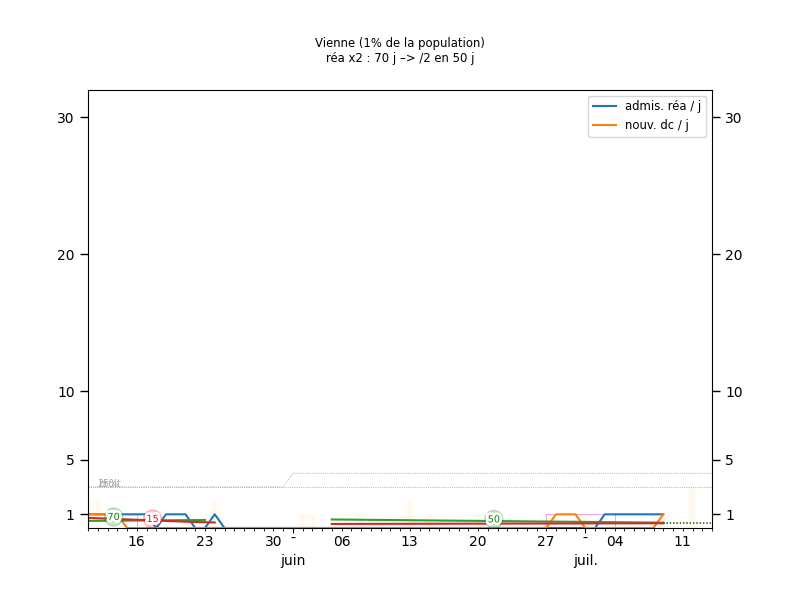 Vienne (1% de la population)
réa x2 : 70 j –> /2 en 50 j
admis. réa / j
nouv. dc / j
30 30
20 20
10 10
5 5
1 1
70 15 50
16 23 30 - 06 13 20 27 - 04 11
juin juil.